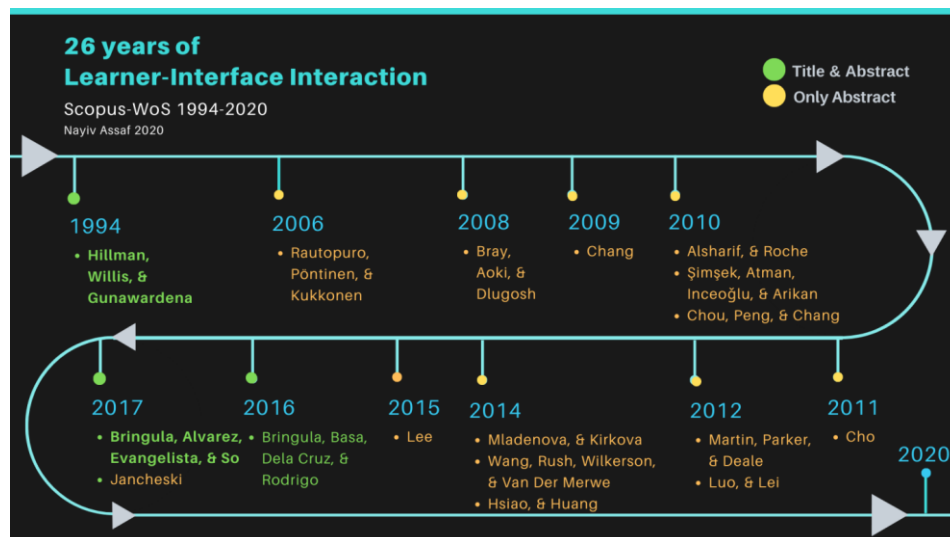 26 years of
Learner-Interface Interaction
Scopus-WoS 1994-2020
Nayiv Assaf 2020
Title & Abstract
Only Abstract
1994
• Hillman,
Willis, &
Gunawardena
2006
• Rautopuro,
Pöntinen, &
Kukkonen
2008
• Bray,
Aoki, &
Dlugosh
2009
• Chang
2010
• Alsharif, & Roche
• Şimşek, Atman,
Inceoğlu, & Arikan
• Chou, Peng, & Chang
2011
• Cho
2012
• Martin, Parker,
& Deale
• Luo, & Lei
2014
• Mladenova, & Kirkova
• Wang, Rush, Wilkerson,
& Van Der Merwe
• Hsiao, & Huang
2015
• Lee
2016
• Bringula, Basa,
Dela Cruz, &
Rodrigo
2017
• Bringula, Alvarez,
Evangelista, & So
• Jancheski
2020